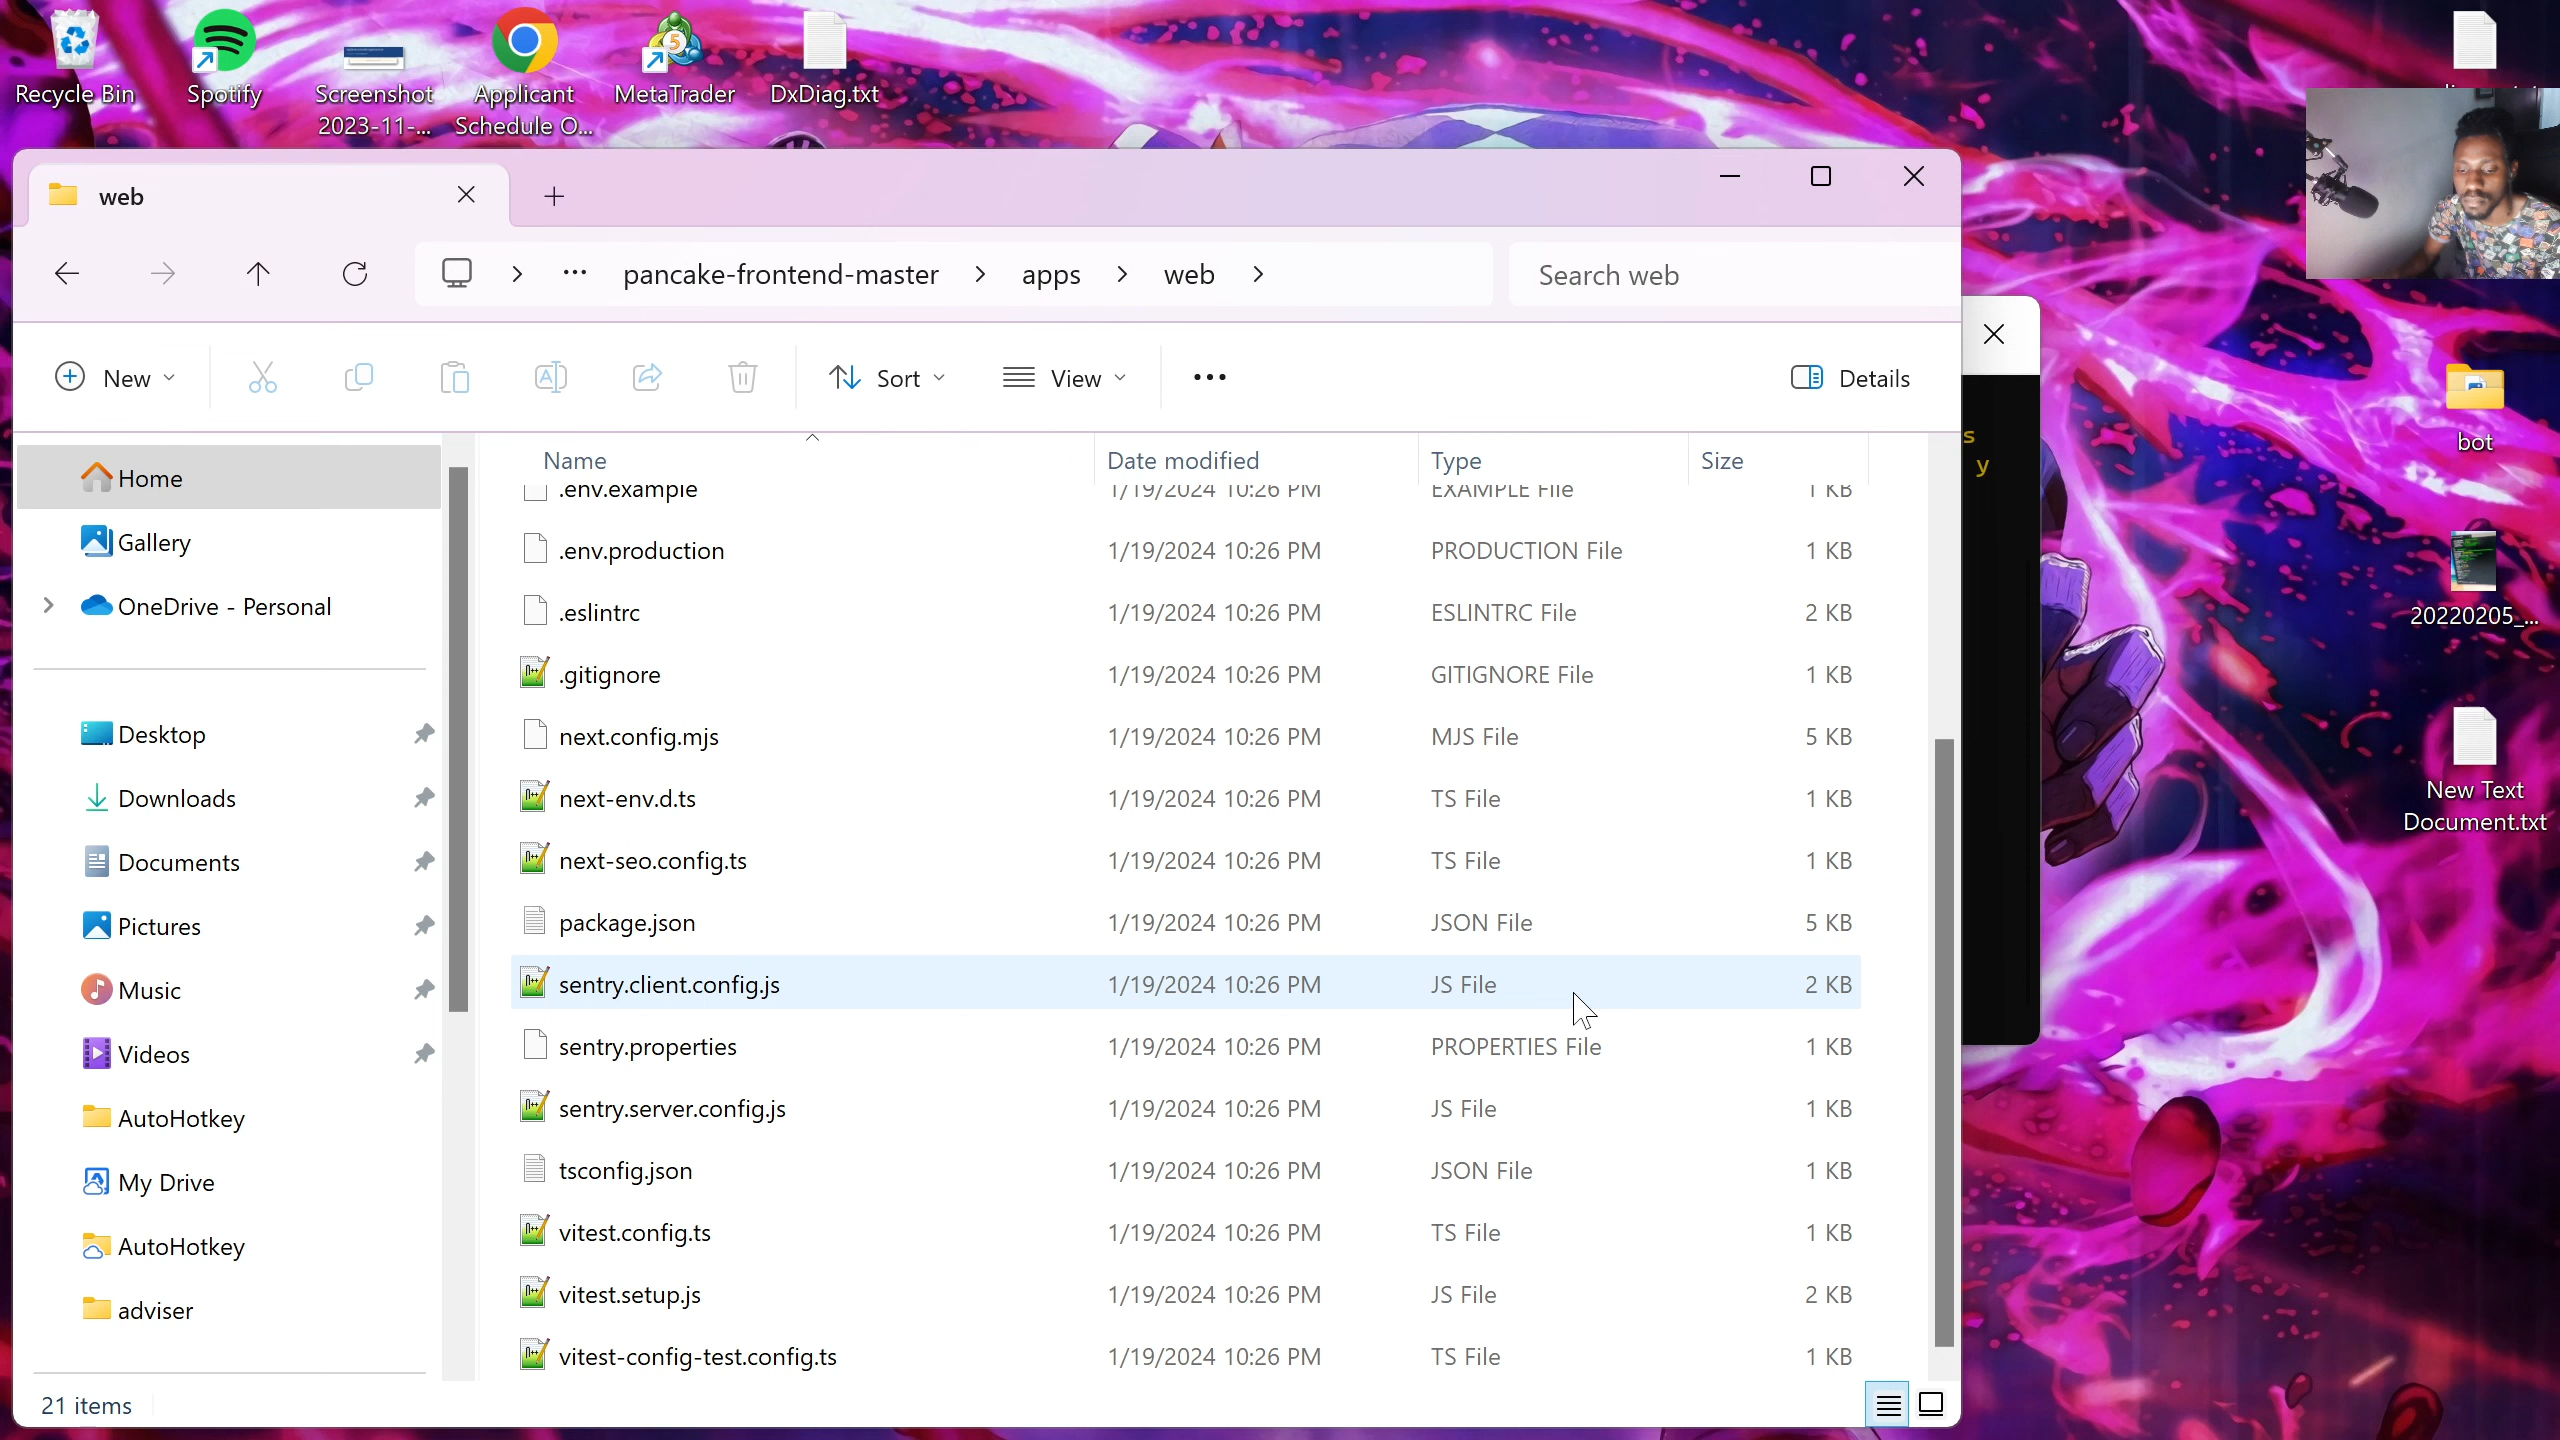 Recycle Bin
Spotify
Screenshot
2023-11-...
Applicant
Schedule O...
MetaTrader
5
DxDiag.txt
web
pancake-frontend-master
apps
web
Search web
New
Sort
View
Details
Home
Gallery
OneDrive - Personal
Desktop
Downloads
Documents
Pictures
Music
Videos
AutoHotkey
My Drive
AutoHotkey
adviser
Name Date modified Type Size
.env.example 1/19/2024 10:26 PM EXAMPLE File 1 KB
.env.production 1/19/2024 10:26 PM PRODUCTION File 1 KB
.eslintrc 1/19/2024 10:26 PM ESLINTRC File 2 KB
.gitignore 1/19/2024 10:26 PM GITIGNORE File 1 KB
next.config.mjs 1/19/2024 10:26 PM MJS File 5 KB
next-env.d.ts 1/19/2024 10:26 PM TS File 1 KB
next-seo.config.ts 1/19/2024 10:26 PM TS File 1 KB
package.json 1/19/2024 10:26 PM JSON File 5 KB
sentry.client.config.js 1/19/2024 10:26 PM JS File 2 KB
sentry.properties 1/19/2024 10:26 PM PROPERTIES File 1 KB
sentry.server.config.js 1/19/2024 10:26 PM JS File 1 KB
tsconfig.json 1/19/2024 10:26 PM JSON File 1 KB
vitest.config.ts 1/19/2024 10:26 PM TS File 1 KB
vitest.setup.js 1/19/2024 10:26 PM JS File 2 KB
vitest-config-test.config.ts 1/19/2024 10:26 PM TS File 1 KB
21 items
s
y
bot
20220205_...
New Text
Document.txt